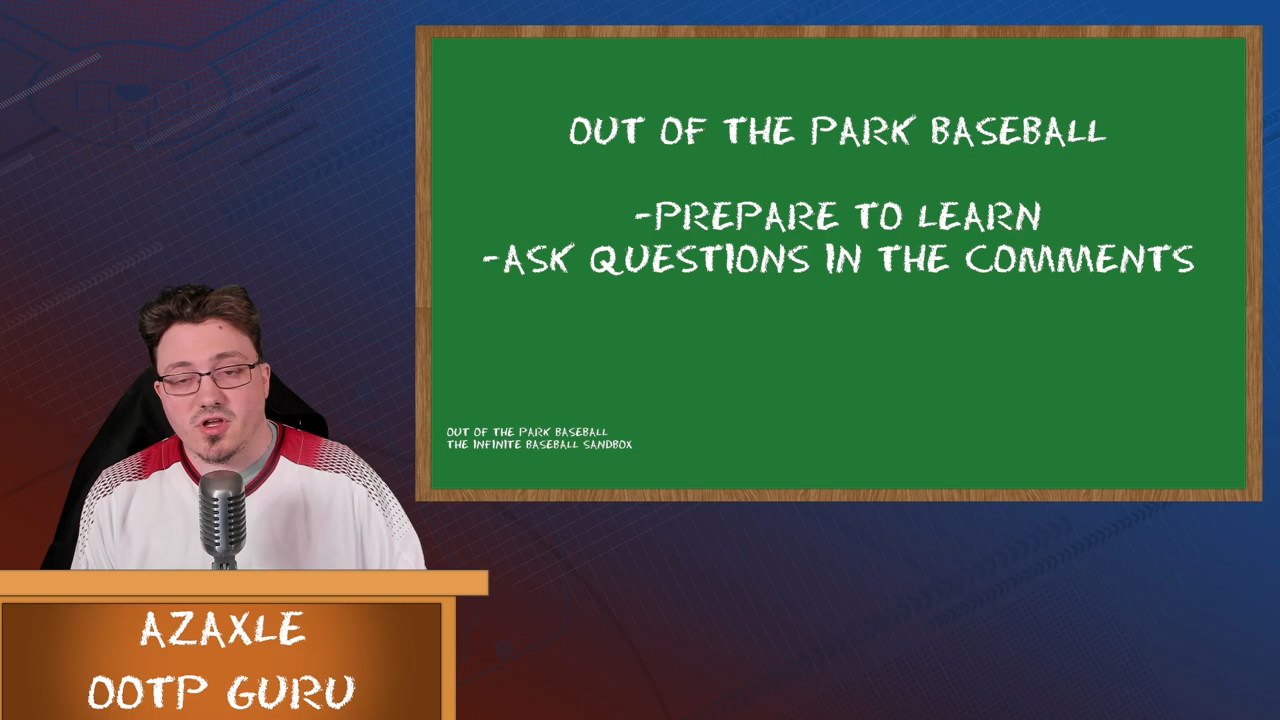 OUT OF THE PARK BASEBALL
-PREPARE TO LEARN
-ASK QUESTIONS IN THE COMMENTS
OUT OF THE PARK BASEBALL
THE INFINITE BASEBALL SANDBOX
AZAXLE
OOTP GURU